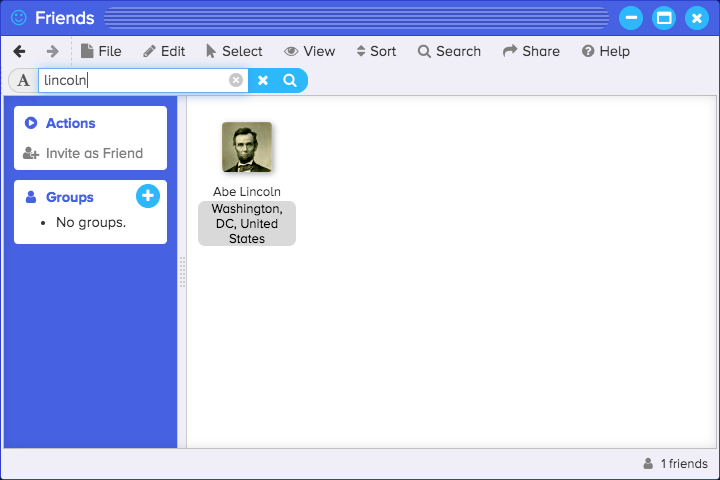 Friends
File Edit Select View Sort Search Share Help
A lincoln
Actions
Invite as Friend
Groups
• No groups.
Abe Lincoln
Washington,
DC, United
States
1 friends